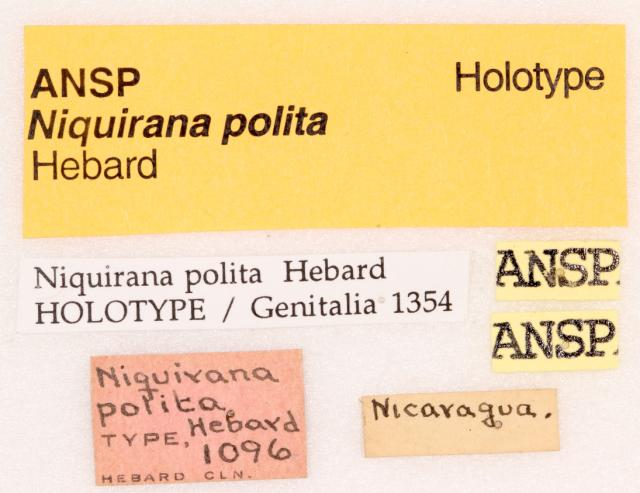 ANSP Holotype
Niquirana polita
Hebard
Niquirana polita Hebard
HOLOTYPE / Genitalia 1354
ANSP.
ANSP.
Niquirana
polita.
TYPE, Hebard
1096
HEBARD CLN.
Nicaragua.